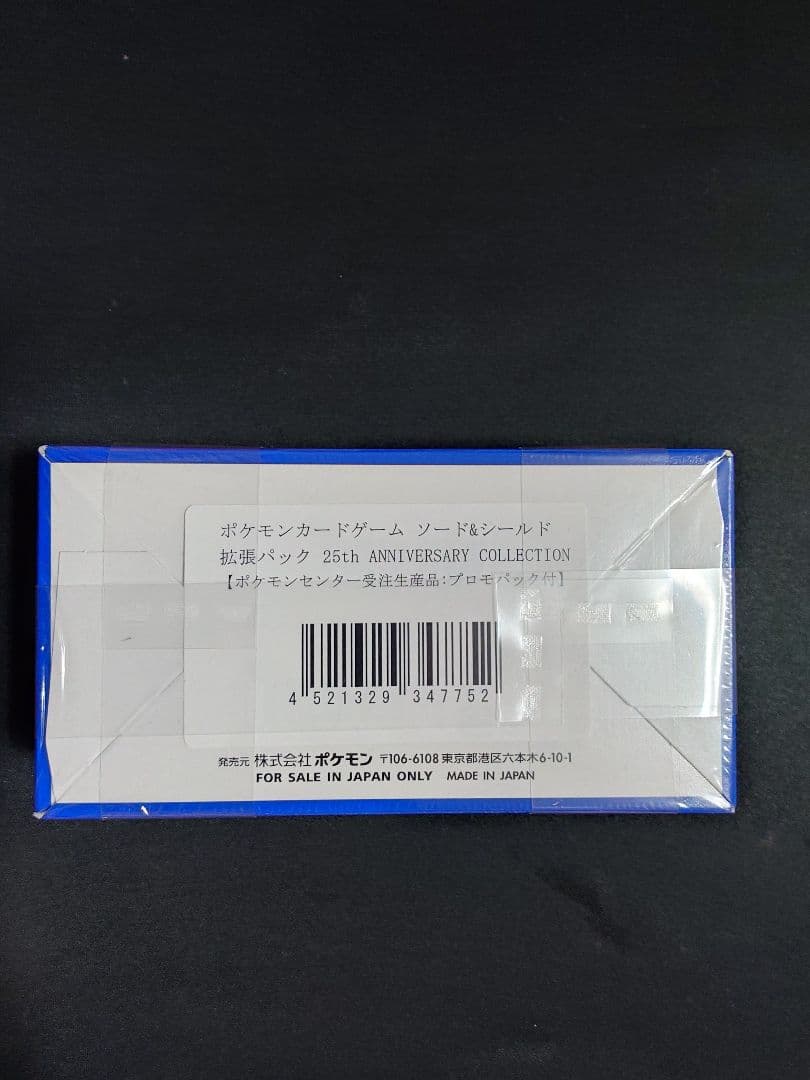 ポケモンカードゲーム ソード&シールド
拡張パック 25th ANNIVERSARY COLLECTION
【ポケモンセンター受注生産品:プロモパック付】
4 521329 347752
発売元 株式会社 ポケモン 〒106-6108 東京都港区六本木6-10-1
FOR SALE IN JAPAN ONLY MADE IN JAPAN